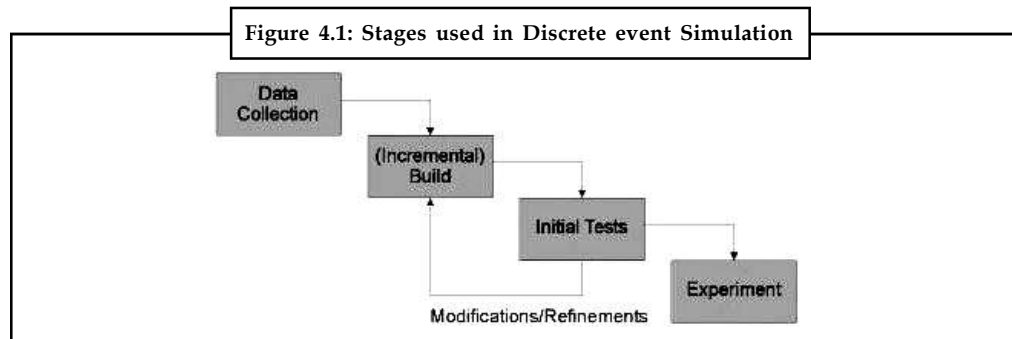 Figure 4.1: Stages used in Discrete event Simulation
Data
Collection
(Incremental)
Build
Initial Tests
Experiment
Modifications/Refinements